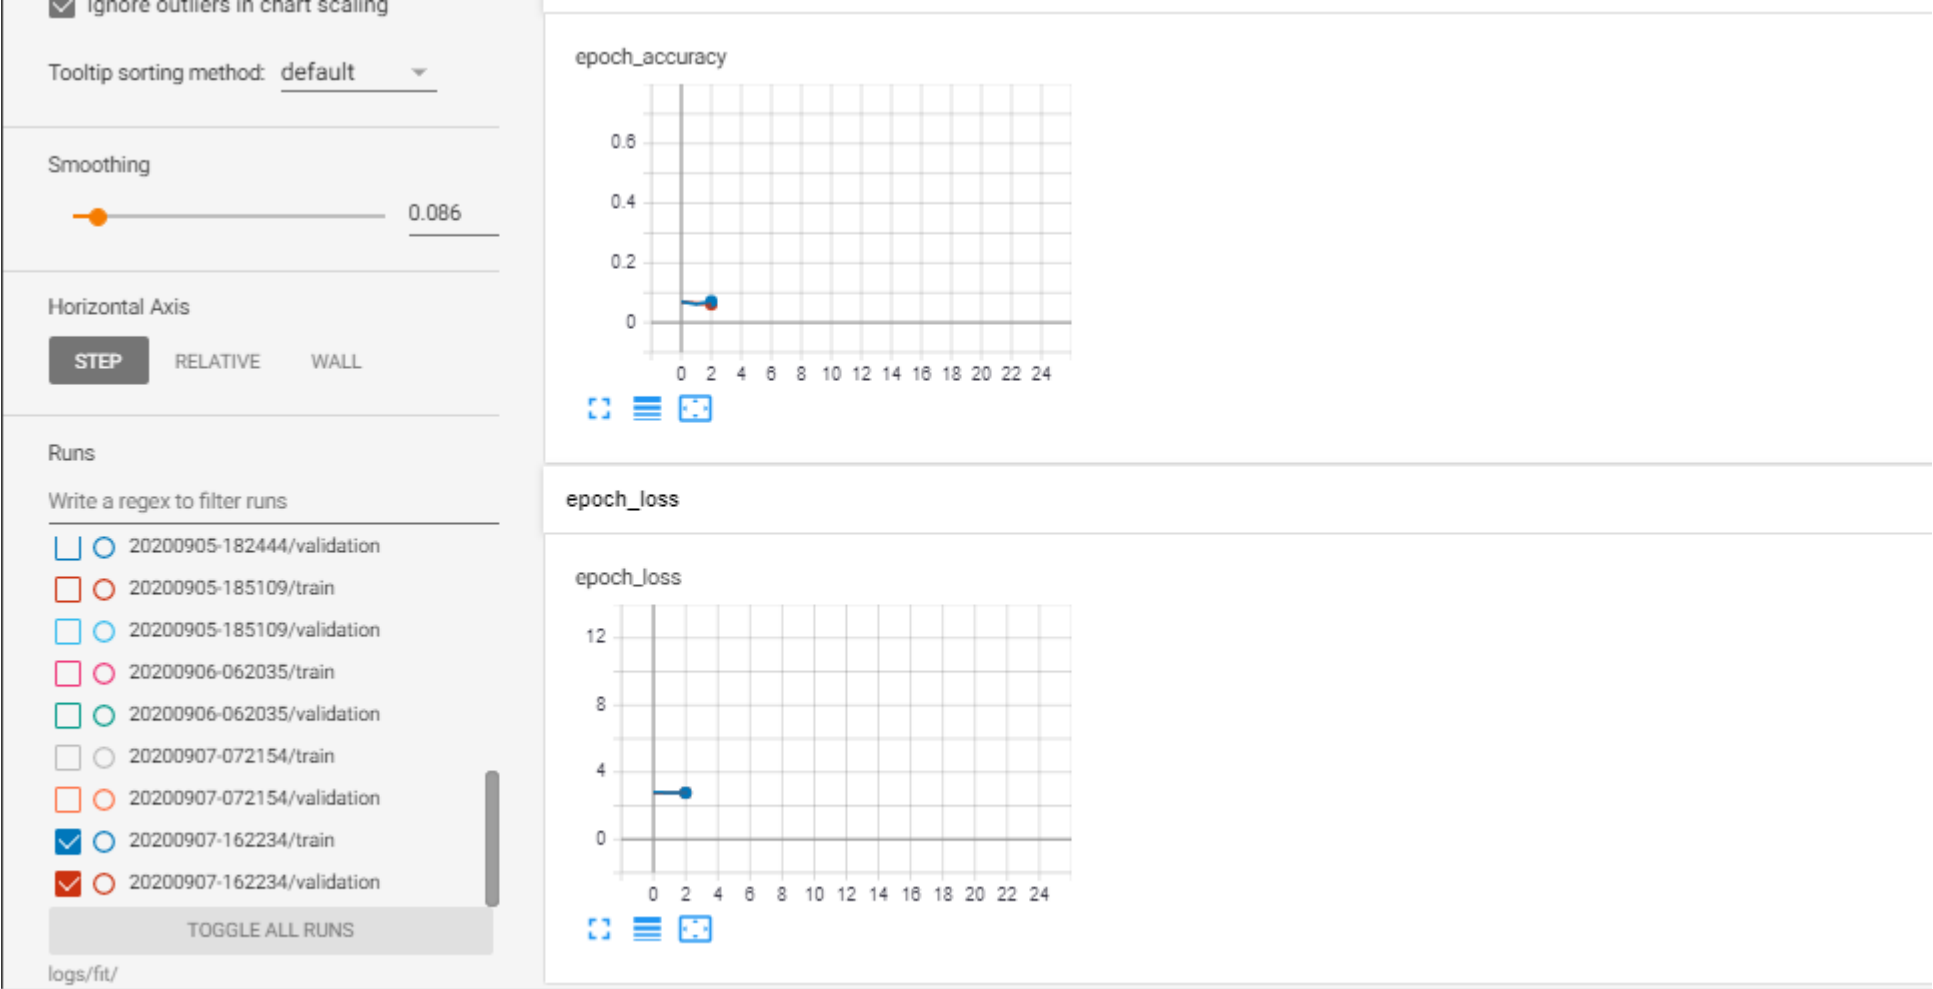 Ignore outliers in chart scaling
Tooltip sorting method: default
Smoothing
0.086
Horizontal Axis
STEP RELATIVE WALL
Runs
Write a regex to filter runs
20200905-182444/validation
20200905-185109/train
20200905-185109/validation
20200906-062035/train
20200906-062035/validation
20200907-072154/train
20200907-072154/validation
20200907-162234/train
20200907-162234/validation
TOGGLE ALL RUNS
logs/fit/
epoch_accuracy
0.6
0.4
0.2
0
0 2 4 6 8 10 12 14 16 18 20 22 24
epoch_loss
epoch_loss
12
8
4
0
0 2 4 6 8 10 12 14 16 18 20 22 24